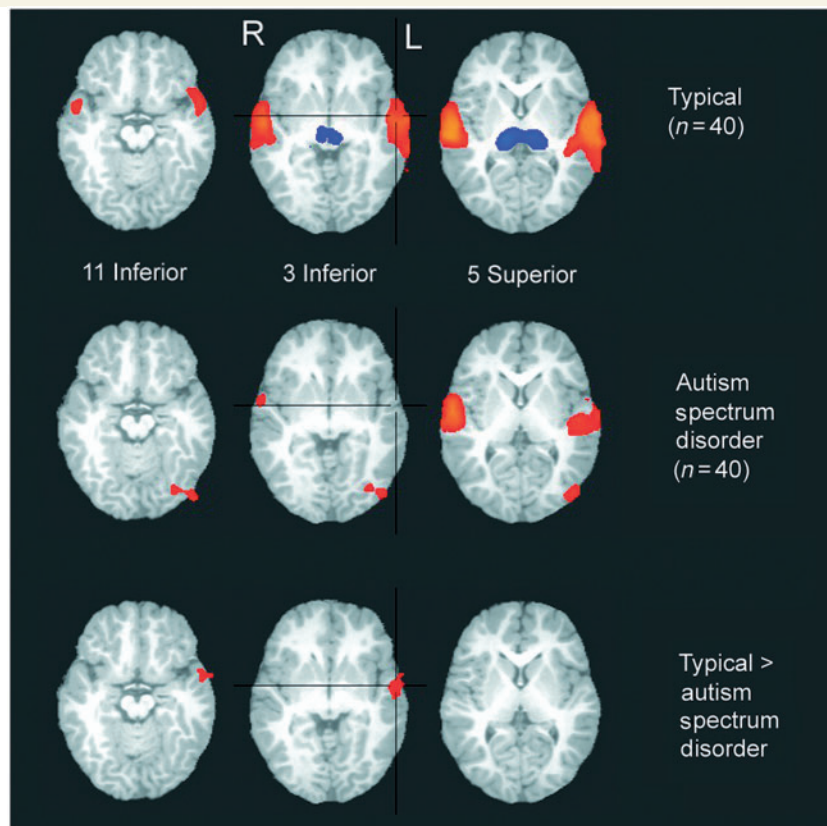 R
L
Typical
(n=40)
11 Inferior
3 Inferior
5 Superior
Autism
spectrum
disorder
(n=40)
Typical >
autism
spectrum
disorder